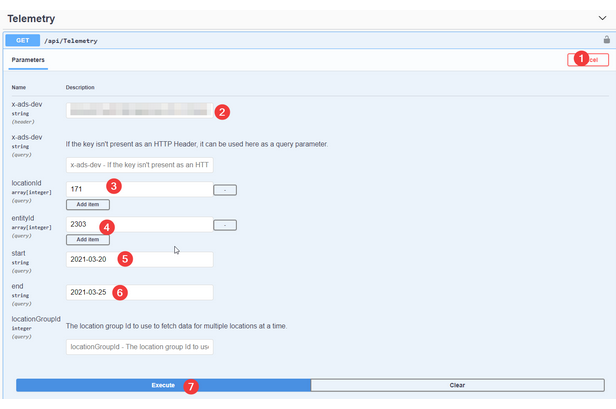 Telemetry
GET /api/Telemetry
Parameters
1
cel
Name Description
x-ads-dev
string
(header)
2
x-ads-dev
string
(query)
If the key isn't present as an HTTP Header, it can be used here as a query parameter.
x-ads-dev - If the key isn't present as an HTT
locationId
array[integer]
(query)
171
3
-
Add item
entityId
array[integer]
(query)
2303
4
-
Add item
start
string
(query)
2021-03-20
5
end
string
(query)
2021-03-25
6
locationGroupId
integer
(query)
The location group Id to use to fetch data for multiple locations at a time.
locationGroupId - The location group Id to us
Execute
7
Clear